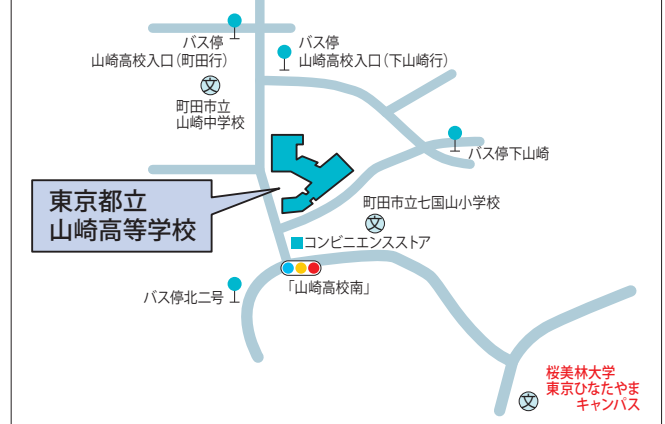 バス停
山崎高校入口(町田行)
バス停
山崎高校入口(下山崎行)
文
町田市立
山崎中学校
バス停下山崎
東京都立
山崎高等学校
町田市立七国山小学校
文
コンビニエンスストア
「山崎高校南」
バス停北二号
桜美林大学
東京ひなたやま
キャンパス
文